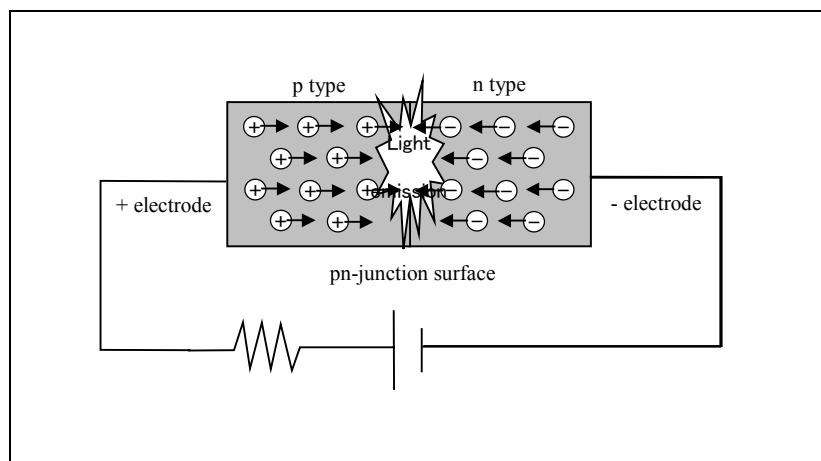 p type
n type
Light
emission
+ electrode
- electrode
pn-junction surface